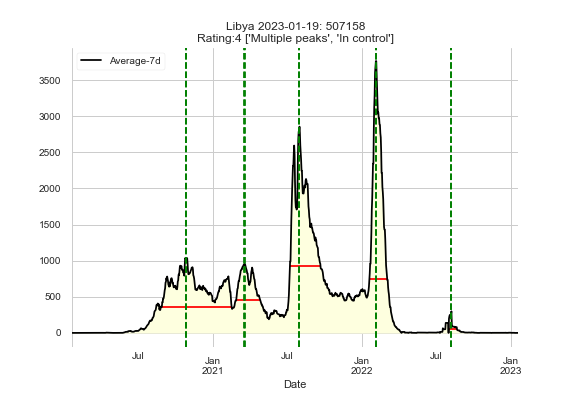 Libya 2023-01-19: 507158
Rating:4 ['Multiple peaks', 'In control']
Average-7d
3500
3000
2500
2000
1500
1000
500
0
Jul
Jan
2021
Jul
Jan
2022
Jul
Jan
2023
Date